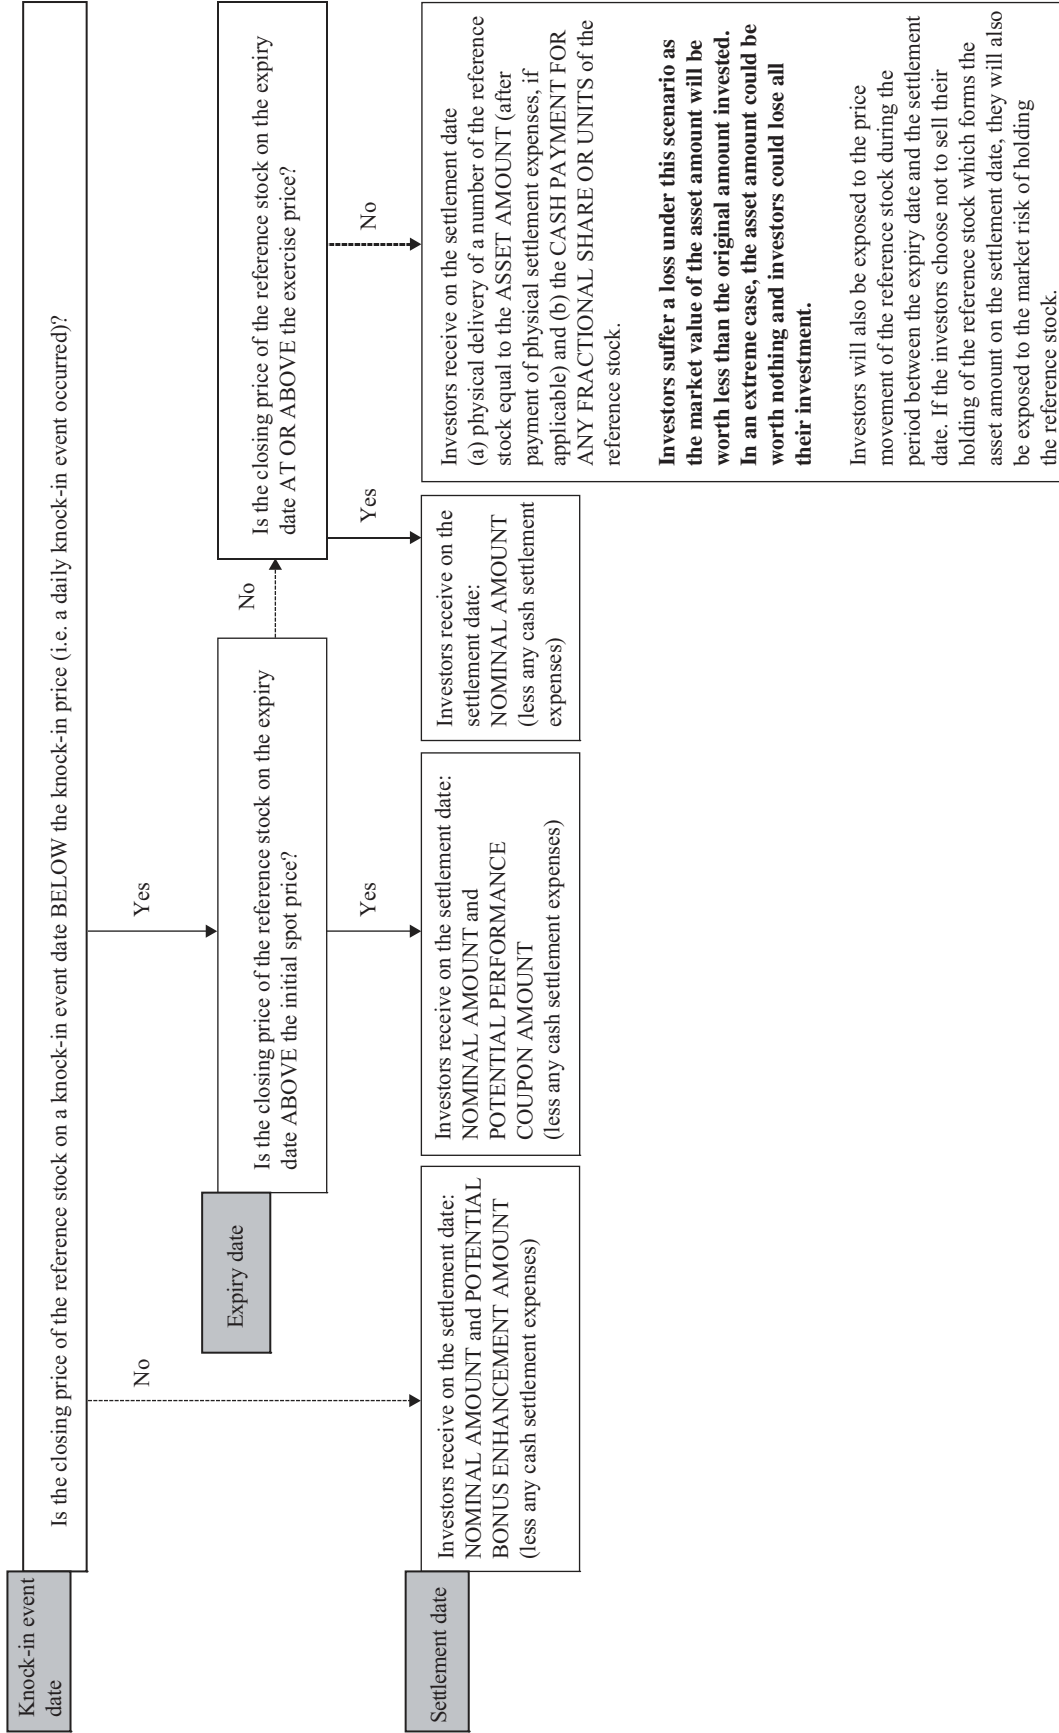 Knock-in event
date
Is the closing price of the reference stock on a knock-in event date BELOW the knock-in price (i.e. a daily knock-in event occurred)?
No
Yes
Expiry date
Is the closing price of the reference stock on the expiry
date ABOVE the initial spot price?
No
Is the closing price of the reference stock on the expiry
date AT OR ABOVE the exercise price?
Yes
Yes
No
Settlement date
Investors receive on the settlement date:
NOMINAL AMOUNT and POTENTIAL
BONUS ENHANCEMENT AMOUNT
(less any cash settlement expenses)
Investors receive on the settlement date:
NOMINAL AMOUNT and
POTENTIAL PERFORMANCE
COUPON AMOUNT
(less any cash settlement expenses)
Investors receive on the
settlement date:
NOMINAL AMOUNT
(less any cash settlement
expenses)
Investors receive on the settlement date
(a) physical delivery of a number of the reference
stock equal to the ASSET AMOUNT (after
payment of physical settlement expenses, if
applicable) and (b) the CASH PAYMENT FOR
ANY FRACTIONAL SHARE OR UNITS of the
reference stock.
Investors suffer a loss under this scenario as
the market value of the asset amount will be
worth less than the original amount invested.
In an extreme case, the asset amount could be
worth nothing and investors could lose all
their investment.
Investors will also be exposed to the price
movement of the reference stock during the
period between the expiry date and the settlement
date. If the investors choose not to sell their
holding of the reference stock which forms the
asset amount on the settlement date, they will also
be exposed to the market risk of holding
the reference stock.